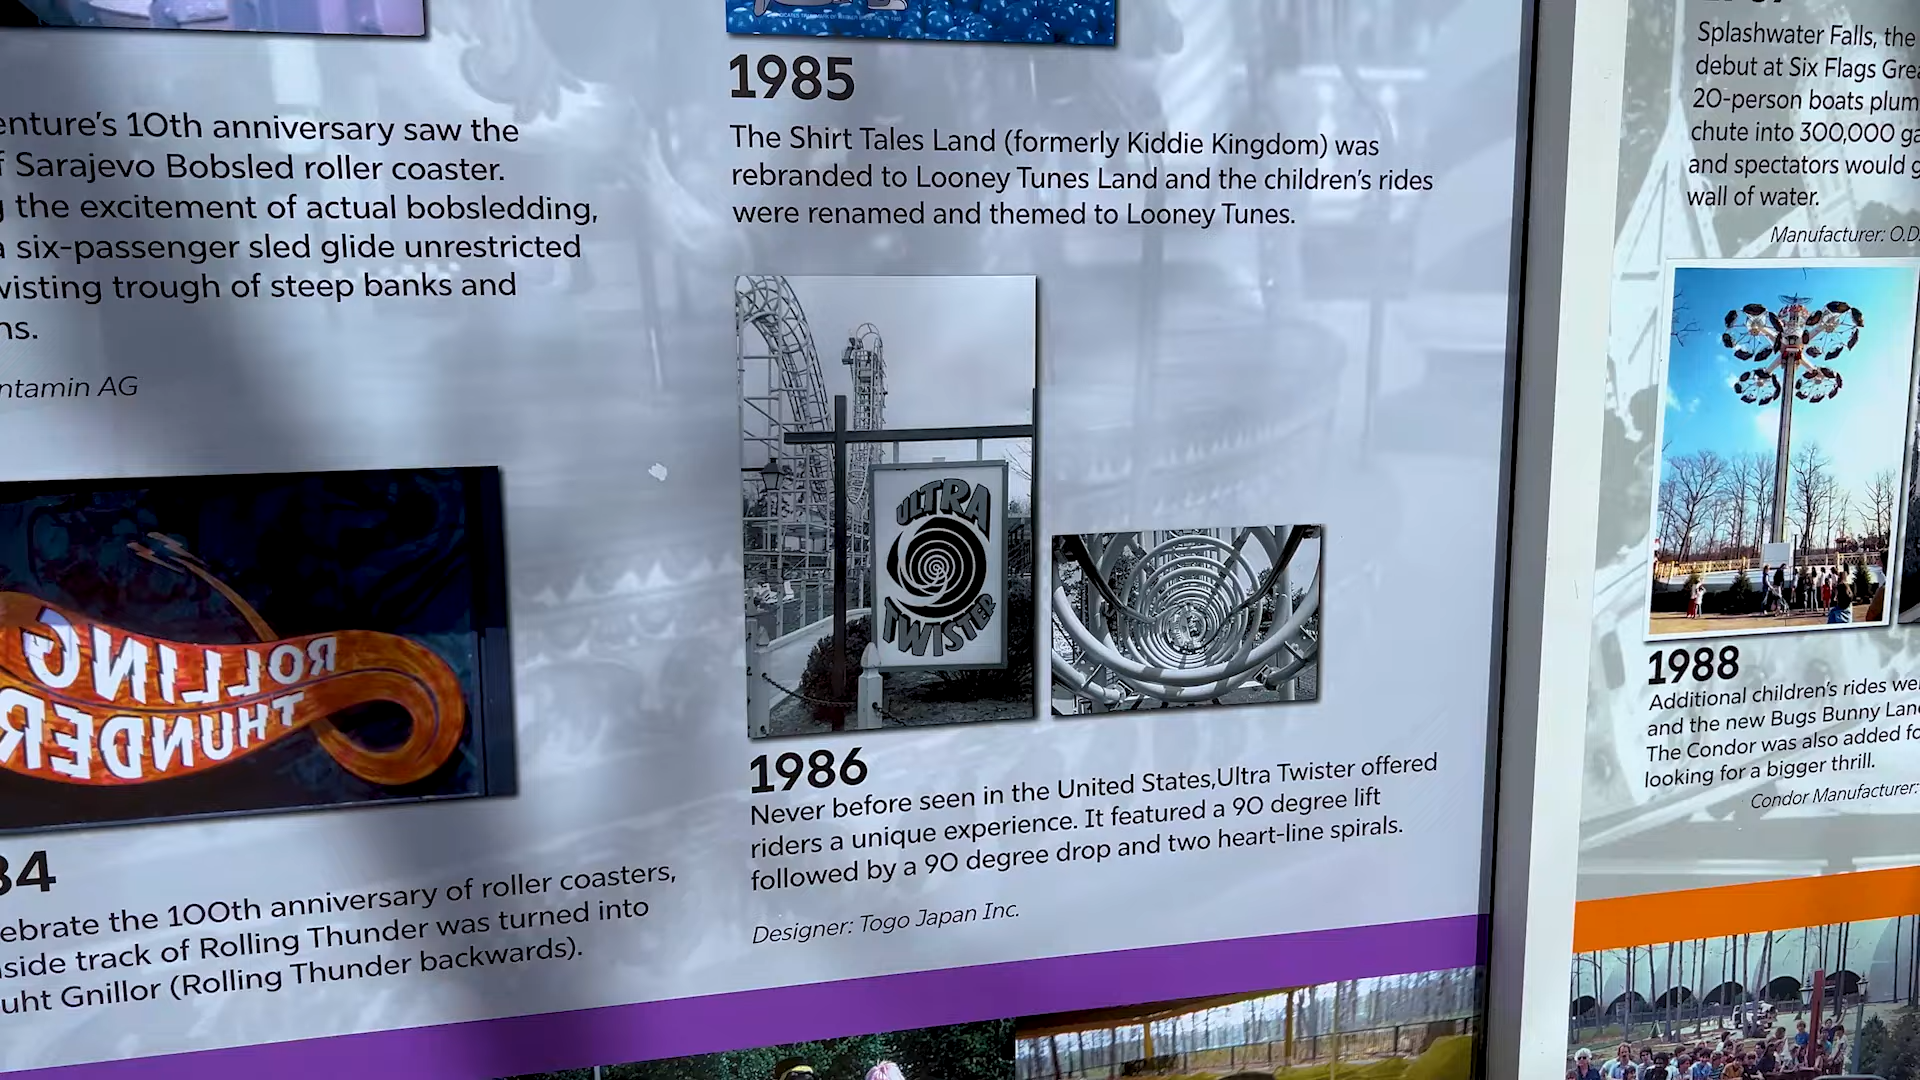 enture's 10th anniversary saw the
Sarajevo Bobsled roller coaster.
the excitement of actual bobsledding,
a six-passenger sled glide unrestricted
wisting trough of steep banks and
ns.
ntamin AG
ROLLING
THUNDER
84
ebrate the 100th anniversary of roller coasters,
side track of Rolling Thunder was turned into
uht Gnillor (Rolling Thunder backwards).
1985
The Shirt Tales Land (formerly Kiddie Kingdom) was
rebranded to Looney Tunes Land and the children's rides
were renamed and themed to Looney Tunes.
ULTRA
TWISTER
1986
Never before seen in the United States,Ultra Twister offered
riders a unique experience. It featured a 90 degree lift
followed by a 90 degree drop and two heart-line spirals.
Designer: Togo Japan Inc.
Splashwater Falls, the
debut at Six Flags Grea
20-person boats plum
chute into 300,000 ga
and spectators would g
wall of water.
Manufacturer: O.D.
1988
Additional children's rides wer
and the new Bugs Bunny Lan
The Condor was also added fo
looking for a bigger thrill.
Condor Manufacturer: